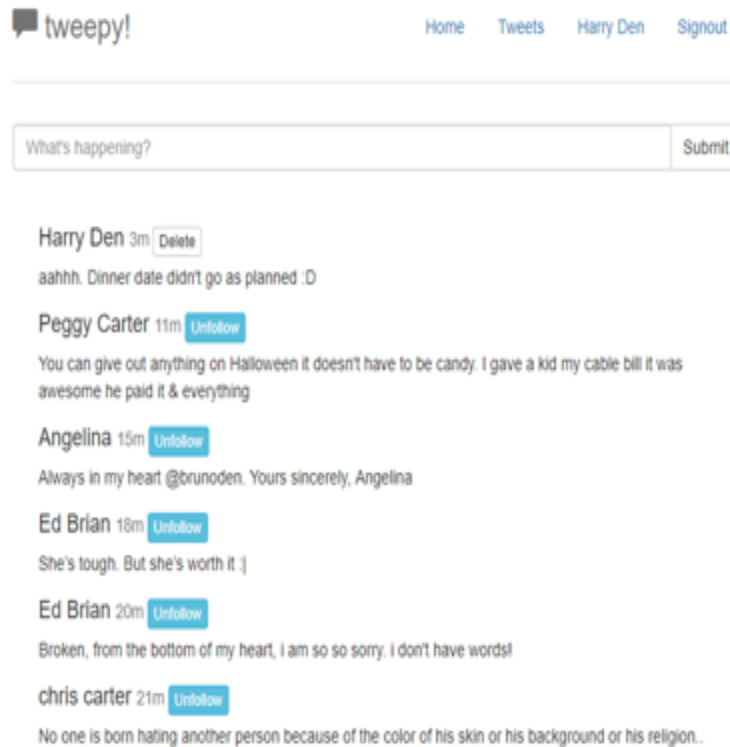 tweepy! Home Tweets Harry Den Signout
What's happening? Submit
Harry Den 3m Delete
aahhh. Dinner date didn't go as planned :D
Peggy Carter 11m Unfollow
You can give out anything on Halloween it doesn't have to be candy. I gave a kid my cable bill it was
awesome he paid it & everything
Angelina 15m Unfollow
Always in my heart @brunoden. Yours sincerely, Angelina
Ed Brian 18m Unfollow
She's tough. But she's worth it :|
Ed Brian 20m Unfollow
Broken, from the bottom of my heart, i am so so sorry. i don't have words!
chris carter 21m Unfollow
No one is born hating another person because of the color of his skin or his background or his religion..